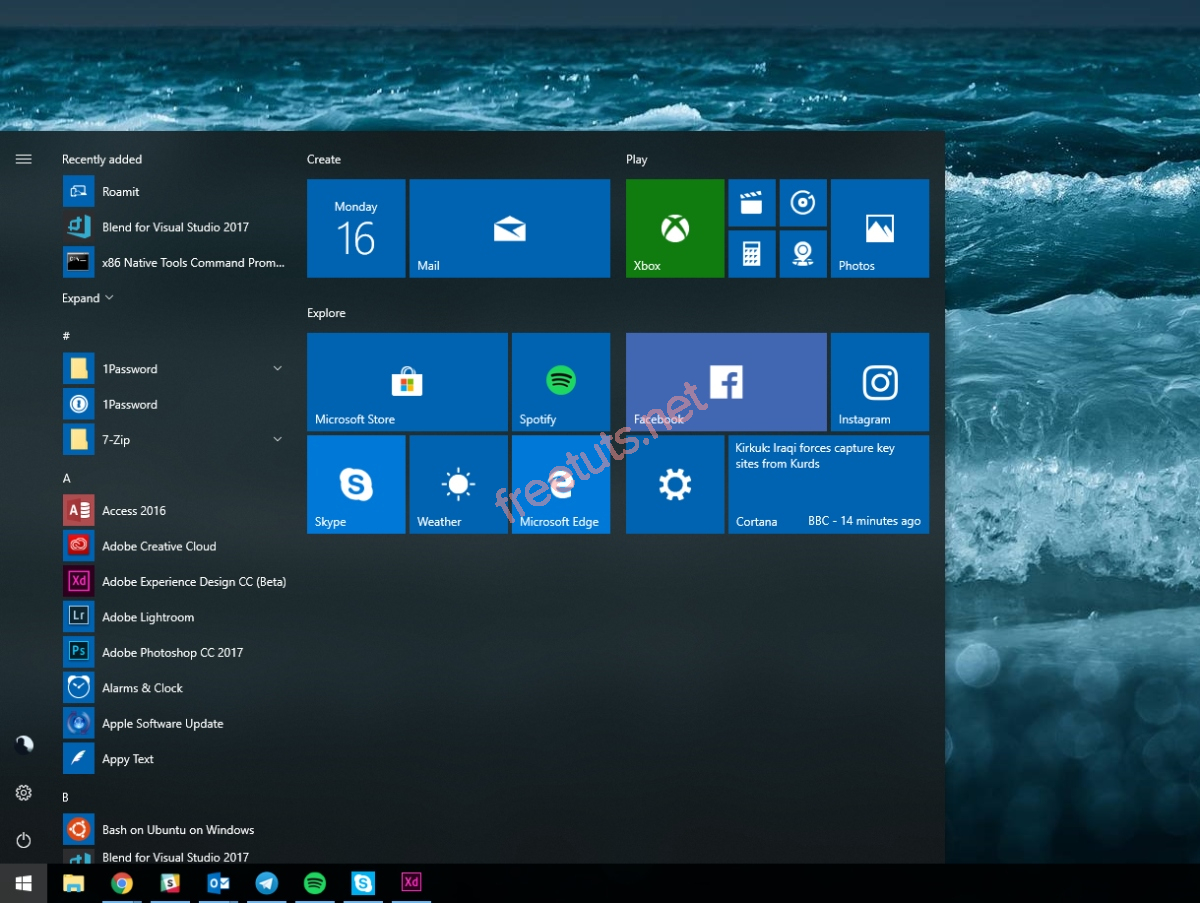 Recently added
Roamit
Blend for Visual Studio 2017
x86 Native Tools Command Prom...
Expand
#
1Password
1Password
7-Zip
A
Access 2016
Adobe Creative Cloud
Xd
Adobe Experience Design CC (Beta)
Lr
Adobe Lightroom
Ps
Adobe Photoshop CC 2017
Alarms & Clock
Apple Software Update
Appy Text
B
Bash on Ubuntu on Windows
Blend for Visual Studio 2017
Create
Monday
16
Mail
Play
Xbox
Photos
Explore
Microsoft Store
Spotify
Facebook
Instagram
Skype
Weather
Microsoft Edge
Kirkuk: Iraqi forces capture key
sites from Kurds
Cortana
BBC - 14 minutes ago
freetuts.net
Xd